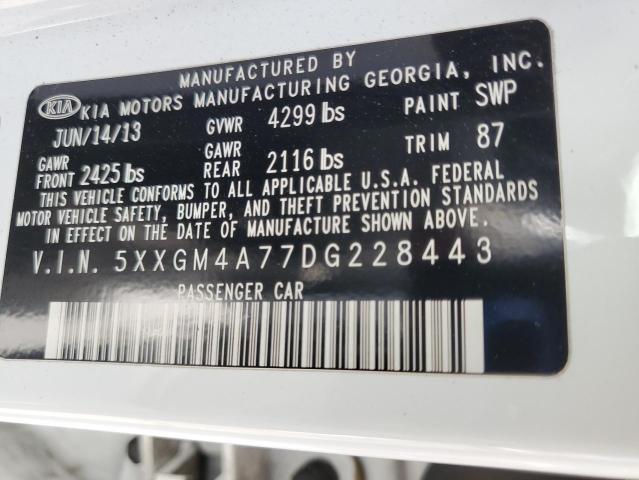 MANUFACTURED BY
KIA KIA MOTORS MANUFACTURING GEORGIA, INC.
JUN/14/13 GVWR 4299 lbs PAINT SWP
GAWR FRONT 2425 lbs GAWR REAR 2116 lbs TRIM 87
THIS VEHICLE CONFORMS TO ALL APPLICABLE U.S.A. FEDERAL
MOTOR VEHICLE SAFETY, BUMPER, AND THEFT PREVENTION STANDARDS
IN EFFECT ON THE DATE OF MANUFACTURE SHOWN ABOVE.
V.I.N. 5XXGM4A77DG228443
PASSENGER CAR